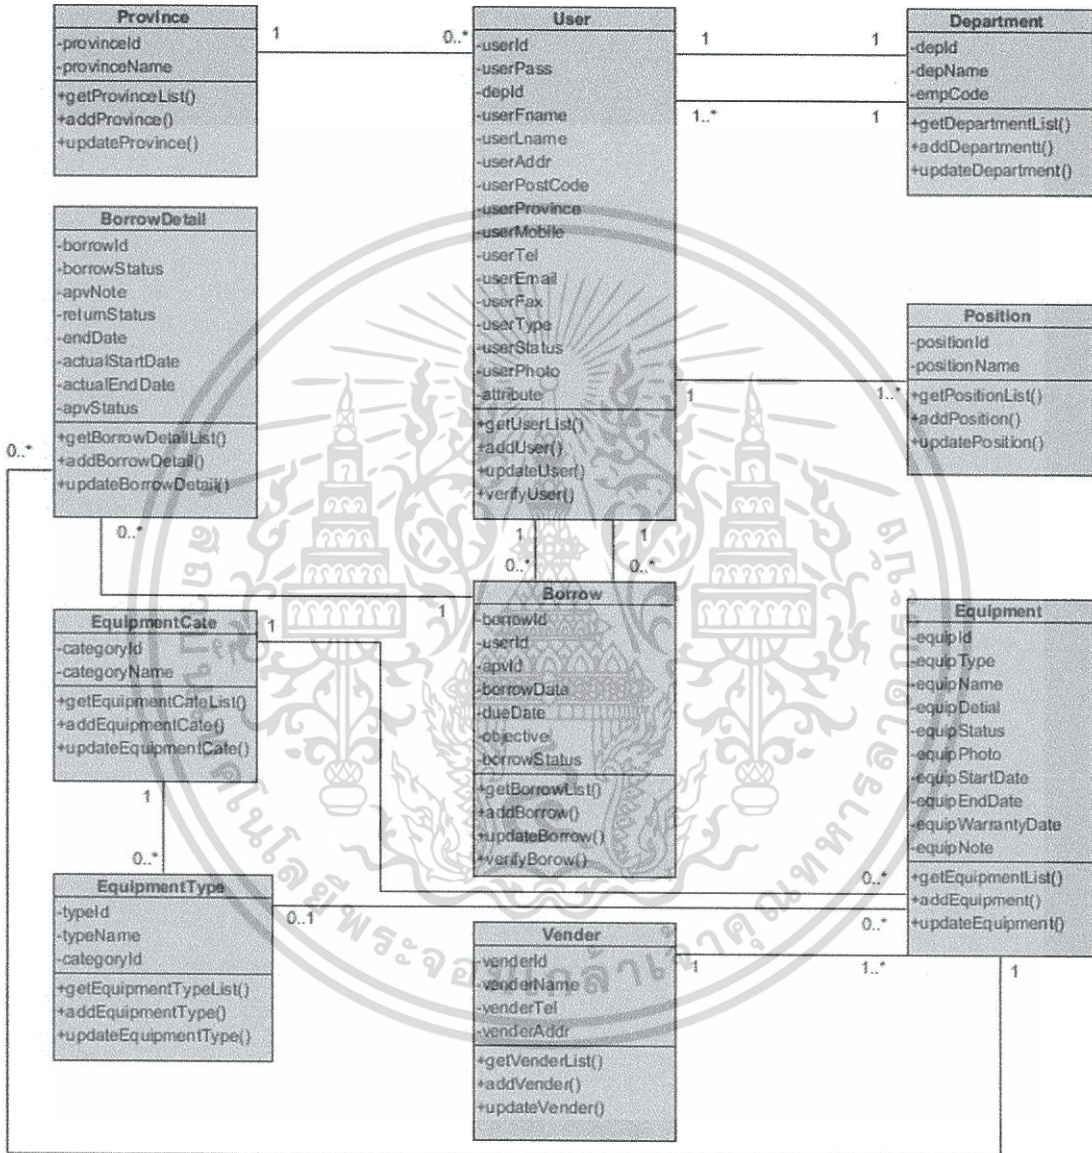 Province
-provinceId
-provinceName
+getProvinceList()
+addProvince()
+updateProvince()
1
0..*
User
-userId
-userPass
-depId
-userFname
-userLname
-userAddr
-userPostCode
-userProvince
-userMobile
-userTel
-userEmail
-userFax
-userType
-userStatus
-userPhoto
-attribute
+getUserList()
+addUser()
+updateUser()
+verifyUser()
1
1
1..*
1
Department
-depId
-depName
-empCode
+getDepartmentList()
+addDepartmentt()
+updateDepartment()
BorrowDetail
-borrowId
-borrowStatus
-apvNote
-returnStatus
-endDate
-actualStartDate
-actualEndDate
-apvStatus
+getBorrowDetailList()
+addBorrowDetail()
+updateBorrowDetail()
0..*
0..*
1
1
1..*
Position
-positionId
-positionName
+getPositionList()
+addPosition()
+updatePosition()
1
1
0..*
0..*
Borrow
-borrowId
-userId
-apvId
-borrowDate
-dueDate
-objective
-borrowStatus
+getBorrowList()
+addBorrow()
+updateBorrow()
+verifyBorow()
EquipmentCate
-categoryId
-categoryName
+getEquipmentCateList()
+addEquipmentCate()
+updateEquipmentCate()
1
1
0..*
Equipment
-equipId
-equipType
-equipName
-equipDetial
-equipStatus
-equipPhoto
-equipStartDate
-equipEndDate
-equipWarrantyDate
-equipNote
+getEquipmentList()
+addEquipment()
+updateEquipment()
0..*
0..*
1
EquipmentType
-typeId
-typeName
-categoryId
+getEquipmentTypeList()
+addEquipmentType()
+updateEquipmentType()
0..1
Vender
-venderId
-venderName
-venderTel
-venderAddr
+getVenderList()
+addVender()
+updateVender()
1
1..*